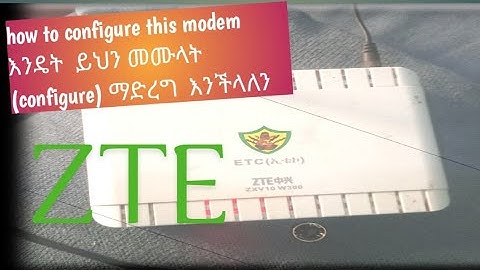 how to configure this modem
እንዴት ይህን መሙላት
(configure) ማድረግ እንችላለን
ETC(ኢቴኮ)
ZTE中兴
ZXV10 W300
ZTE